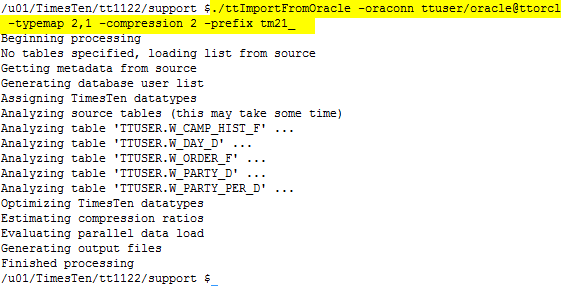 /u01/TimesTen/tt1122/support $./ttImportFromOracle -oraconn ttuser/oracle@ttorcl
 -typemap 2,1 -compression 2 -prefix tm21_
Beginning processing
No tables specified, loading list from source
Getting metadata from source
Generating database user list
Assigning TimesTen datatypes
Analyzing source tables (this may take some time)
Analyzing table 'TTUSER.W_CAMP_HIST_F' ...
Analyzing table 'TTUSER.W_DAY_D' ...
Analyzing table 'TTUSER.W_ORDER_F' ...
Analyzing table 'TTUSER.W_PARTY_D' ...
Analyzing table 'TTUSER.W_PARTY_PER_D' ...
Optimizing TimesTen datatypes
Estimating compression ratios
Evaluating parallel data load
Generating output files
Finished processing
/u01/TimesTen/tt1122/support $_